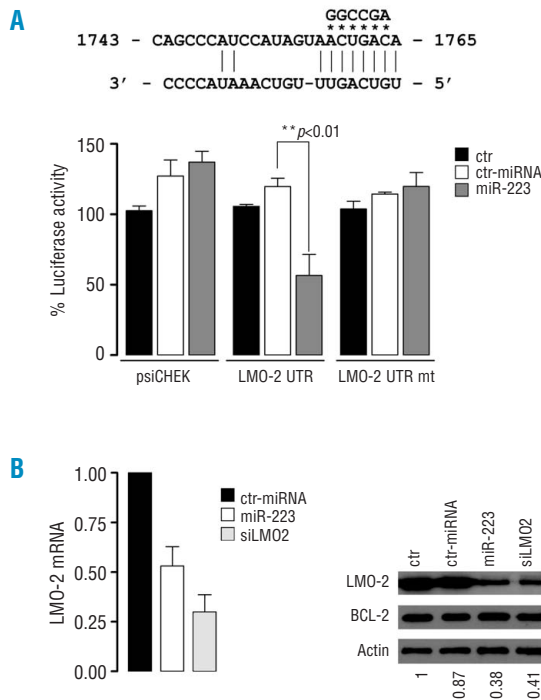 A
GGCCGA
******
1743 - CAGCCCAUCCAUAGUAACUGACA - 1765
3' - CCCCAUAAACUGU-UUGACUGU - 5'
150
100
50
0
% Luciferase activity
**p<0.01
ctr
ctr-miRNA
miR-223
psiCHEK
LMO-2 UTR
LMO-2 UTR mt
B
1.00
0.75
0.50
0.25
0.00
LMO-2 mRNA
ctr-miRNA
miR-223
siLMO2
ctr
ctr-miRNA
miR-223
siLMO2
LMO-2
BCL-2
Actin
1
0.87
0.38
0.41